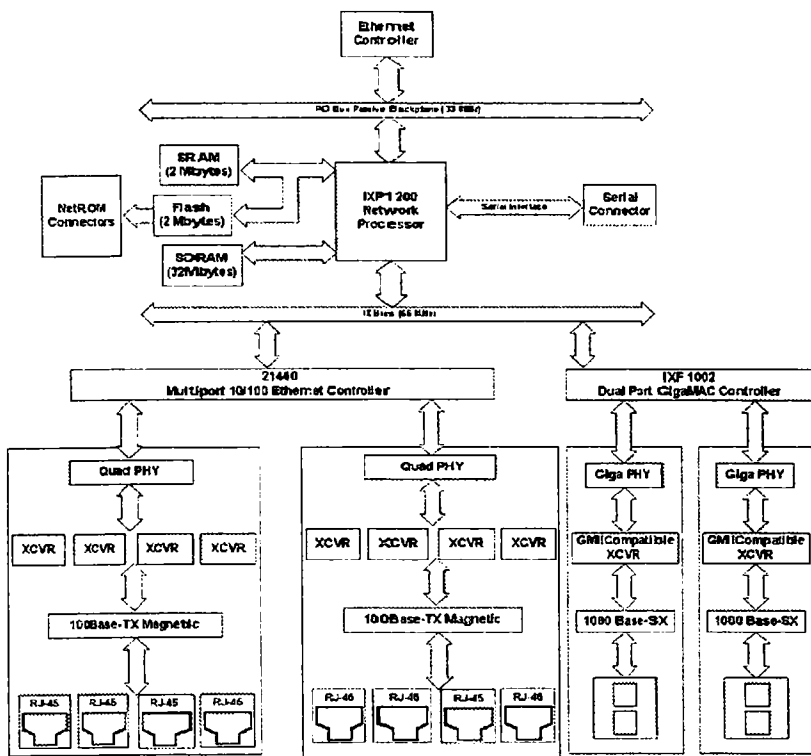 Ethernet
Controller
PCI Bus Passive Backplane (33 MHz)
SRAM
(2 Mbytes)
NetROM
Connectors
Flash
(2 Mbytes)
SDRAM
(32Mbytes)
IXP1200
Network
Processor
Serial Interface
Serial
Connector
IX Bus (66 MHz)
21440
Multiport 10/100 Ethernet Controller
IXF 1002
Dual Port GigaMAC Controller
Quad PHY
Quad PHY
Giga PHY
Giga PHY
XCVR
XCVR
XCVR
XCVR
XCVR
XCVR
XCVR
XCVR
GMIICompatible
XCVR
GMIICompatible
XCVR
100Base-TX Magnetic
100Base-TX Magnetic
1000 Base-SX
1000 Base-SX
RJ-45
RJ-45
RJ-45
RJ-45
RJ-45
RJ-45
RJ-45
RJ-45